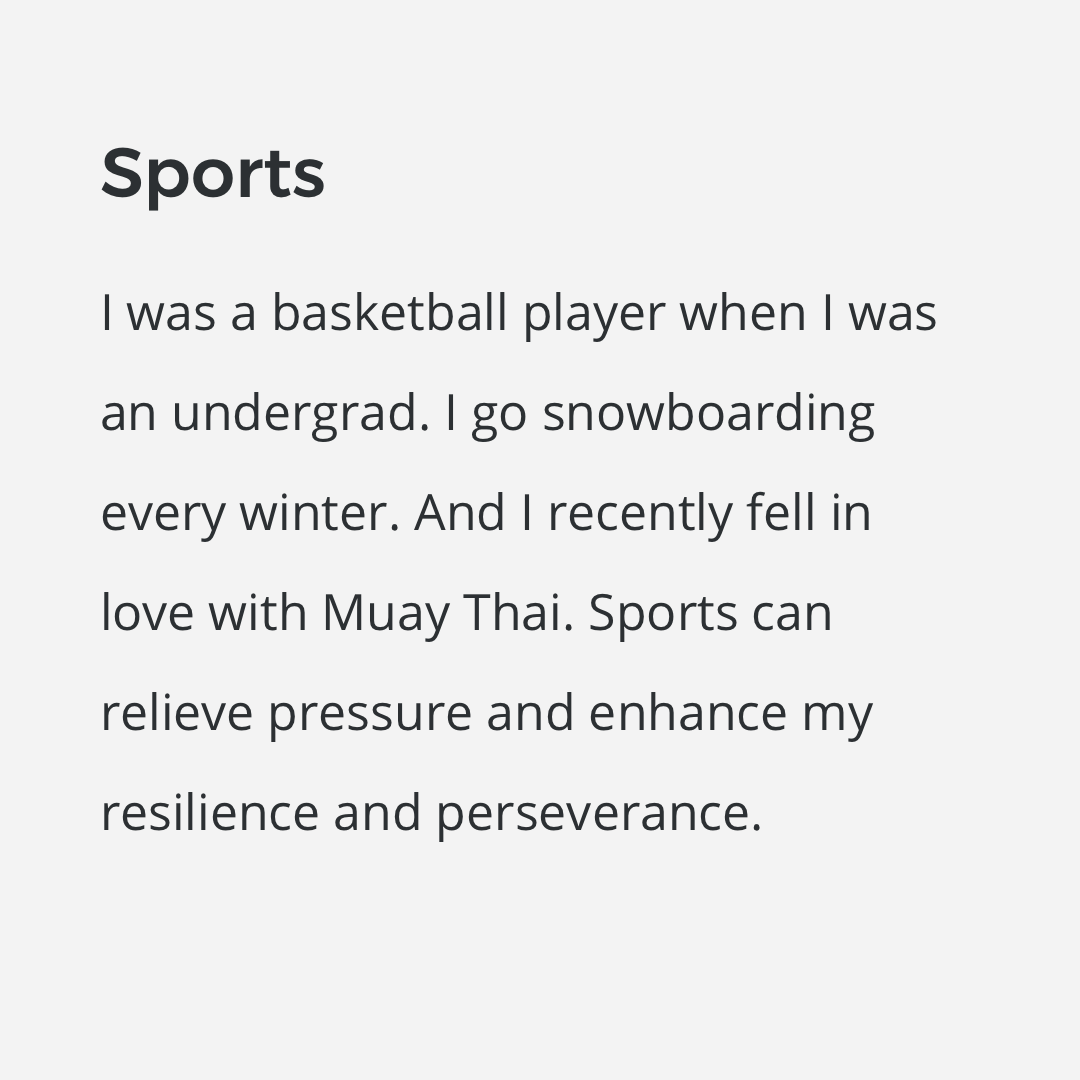 Sports
I was a basketball player when I was
an undergrad. I go snowboarding
every winter. And I recently fell in
love with Muay Thai. Sports can
relieve pressure and enhance my
resilience and perseverance.